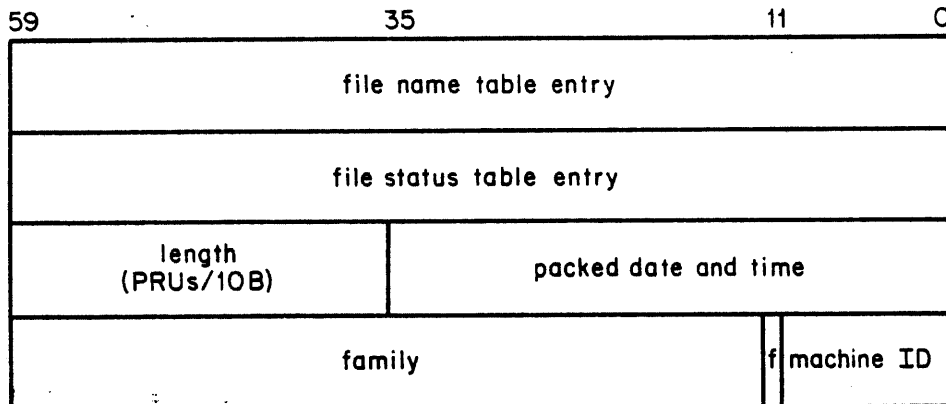 59 35 11 0
file name table entry
file status table entry
length
(PRUs/10B)
packed date and time
family
f
machine ID